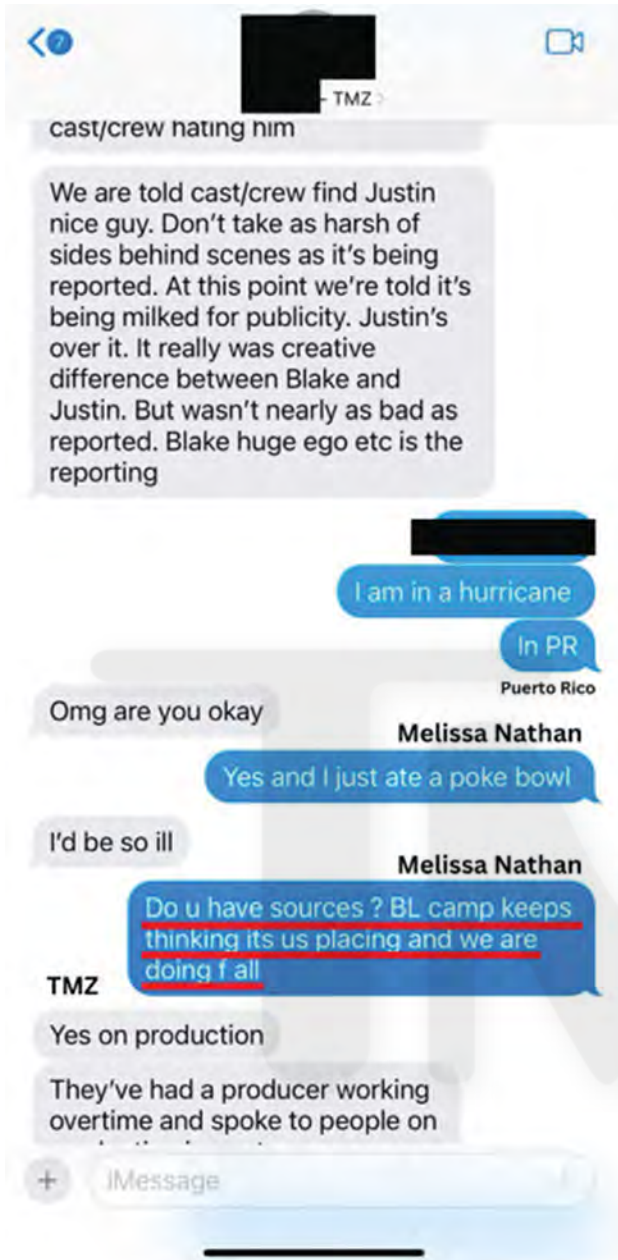 7
- TMZ >
cast/crew hating him
We are told cast/crew find Justin
nice guy. Don't take as harsh of
sides behind scenes as it's being
reported. At this point we're told it's
being milked for publicity. Justin's
over it. It really was creative
difference between Blake and
Justin. But wasn't nearly as bad as
reported. Blake huge ego etc is the
reporting
I am in a hurricane
In PR
Puerto Rico
Omg are you okay
Melissa Nathan
Yes and I just ate a poke bowl
I'd be so ill
Melissa Nathan
Do u have sources ? BL camp keeps
thinking its us placing and we are
doing f all
TMZ
Yes on production
They've had a producer working
overtime and spoke to people on
iMessage